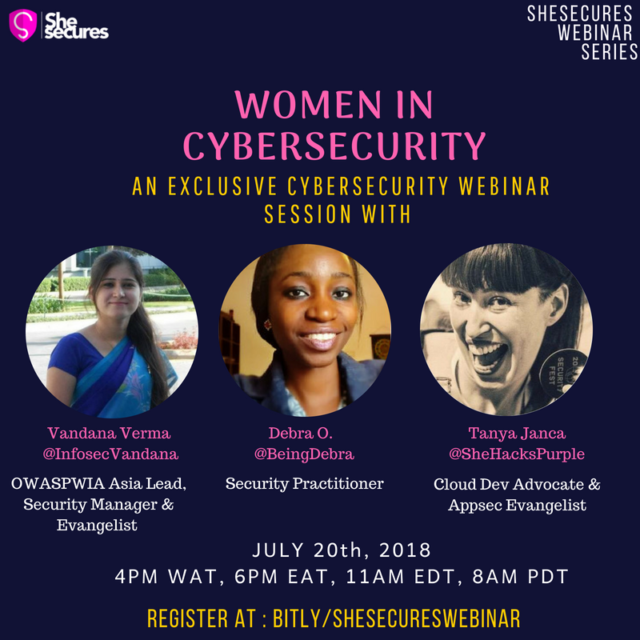 She
Secures
SHESECURES
WEBINAR
SERIES
WOMEN IN
CYBERSECURITY
AN EXCLUSIVE CYBERSECURITY WEBINAR
SESSION WITH
SECURITY
FEST
Vandana Verma
@InfosecVandana
OWASPWIA Asia Lead,
Security Manager &
Evangelist
Debra O.
@BeingDebra
Security Practitioner
Tanya Janca
@SheHacksPurple
Cloud Dev Advocate &
Appsec Evangelist
JULY 20th, 2018
4PM WAT, 6PM EAT, 11AM EDT, 8AM PDT
REGISTER AT : BITLY/SHESECURESWEBINAR